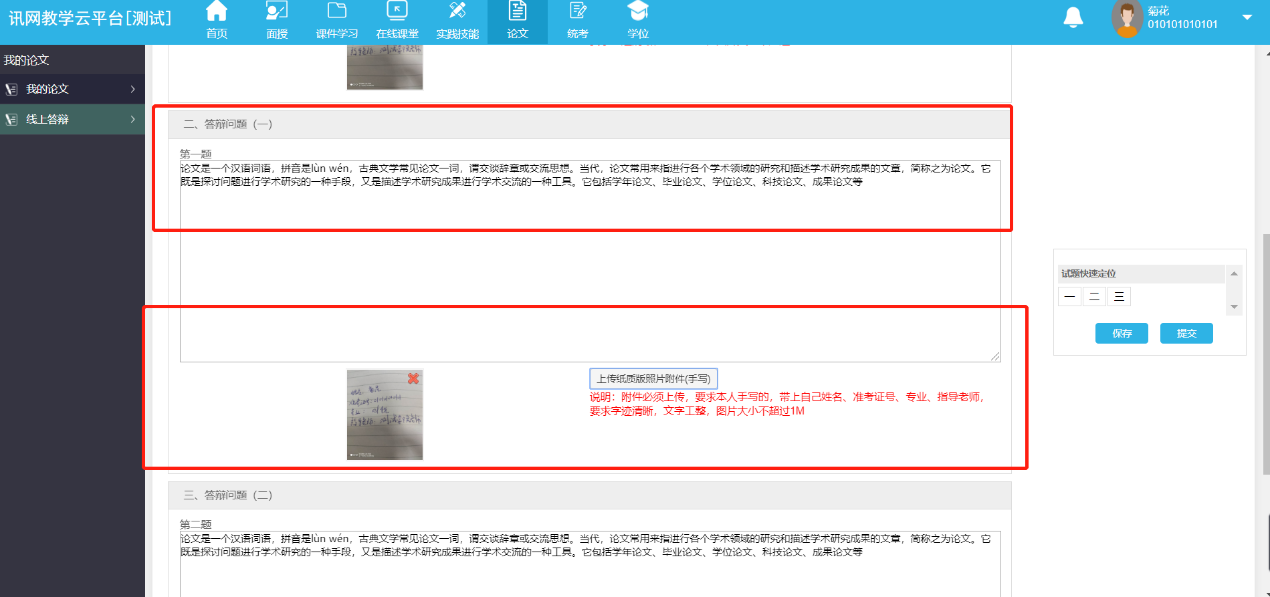 讯网教学云平台[测试]
首页
面授
课件学习
在线课堂
实践技能
论文
统考
学位
菊花
010101010101
我的论文
我的论文
线上答辩
二、答辩问题（一）
第一题
论文是一个汉语词语，拼音是lùn wén，古典文学常见论文一词，谓交谈辞章或交流思想。当代，论文常用来指进行各个学术领域的研究和描述学术研究成果的文章，简称之为论文。它
既是探讨问题进行学术研究的一种手段，又是描述学术研究成果进行学术交流的一种工具。它包括学年论文、毕业论文、学位论文、科技论文、成果论文等
上传纸质版照片附件(手写)
说明：附件必须上传，要求本人手写的，带上自己姓名、准考证号、专业、指导老师，
要求字迹清晰，文字工整，图片大小不超过1M
试题快速定位
一 二 三
保存 提交
三、答辩问题（二）
第二题
论文是一个汉语词语，拼音是lùn wén，古典文学常见论文一词，谓交谈辞章或交流思想。当代，论文常用来指进行各个学术领域的研究和描述学术研究成果的文章，简称之为论文。它
既是探讨问题进行学术研究的一种手段，又是描述学术研究成果进行学术交流的一种工具。它包括学年论文、毕业论文、学位论文、科技论文、成果论文等